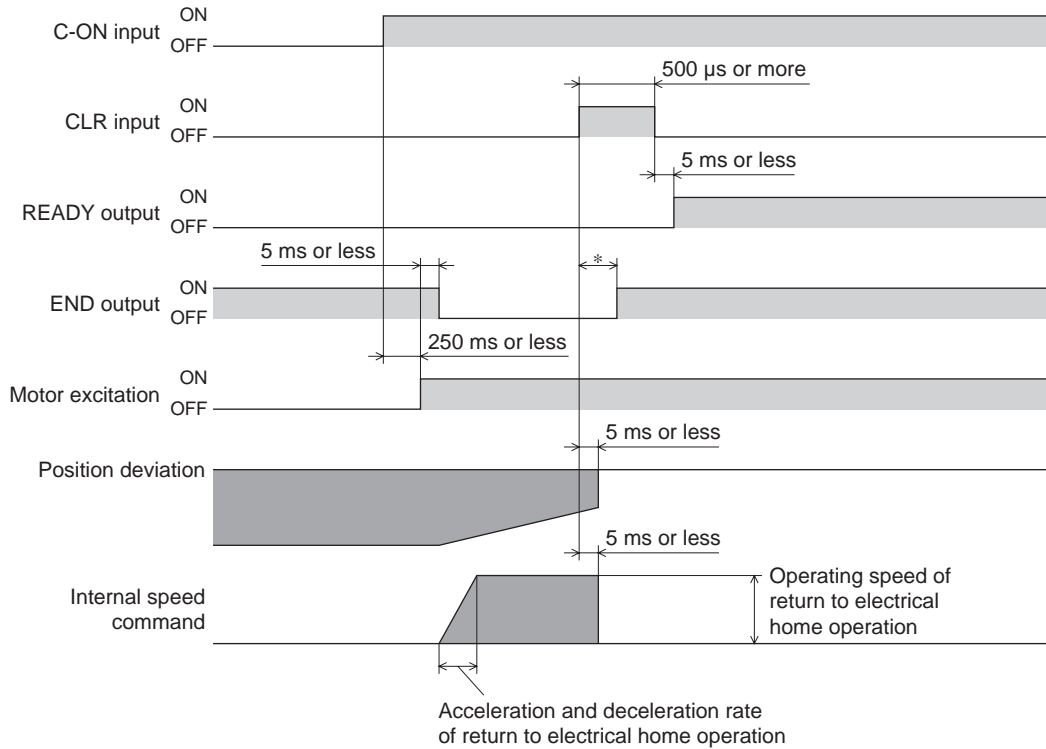 C-ON input
ON
OFF
500 µs or more
CLR input
ON
OFF
5 ms or less
READY output
ON
OFF
5 ms or less
*
END output
ON
OFF
250 ms or less
Motor excitation
ON
OFF
5 ms or less
Position deviation
5 ms or less
Internal speed
command
Operating speed of
return to electrical
home operation
Acceleration and deceleration rate
of return to electrical home operation